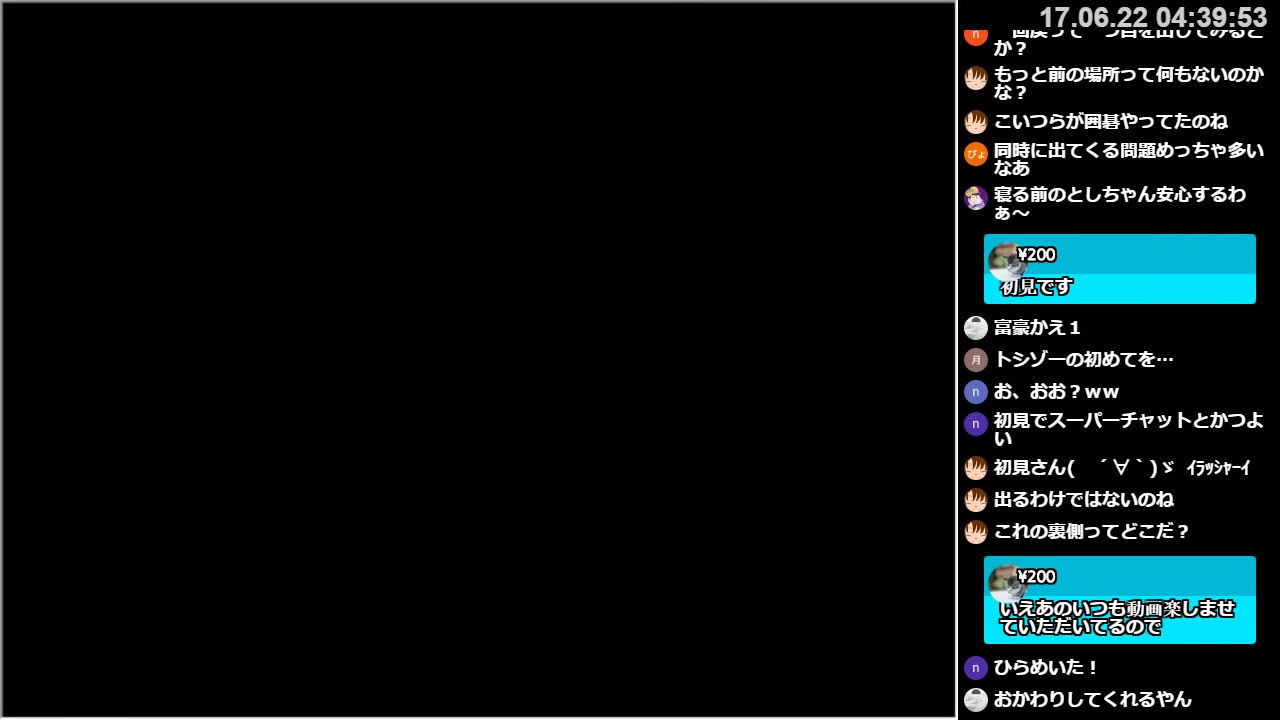 17.06.22 04:39:53
か？
もっと前の場所って何もないのか
な？
こいつらが囲碁やってたのね
ぴょ
同時に出てくる問題めっちゃ多い
なあ
寝る前のとしちゃん安心するわ
ぁ〜
¥200
初見です
富豪かえ１
月
トシゾーの初めてを…
n
お、おお？ｗｗ
n
初見でスーパーチャットとかつよ
い
初見さん(　´∀｀)ゞ ｲﾗｯｼｬｰｲ
出るわけではないのね
これの裏側ってどこだ？
¥200
いえあのいつも動画楽しませ
ていただいてるので
n
ひらめいた！
おかわりしてくれるやん